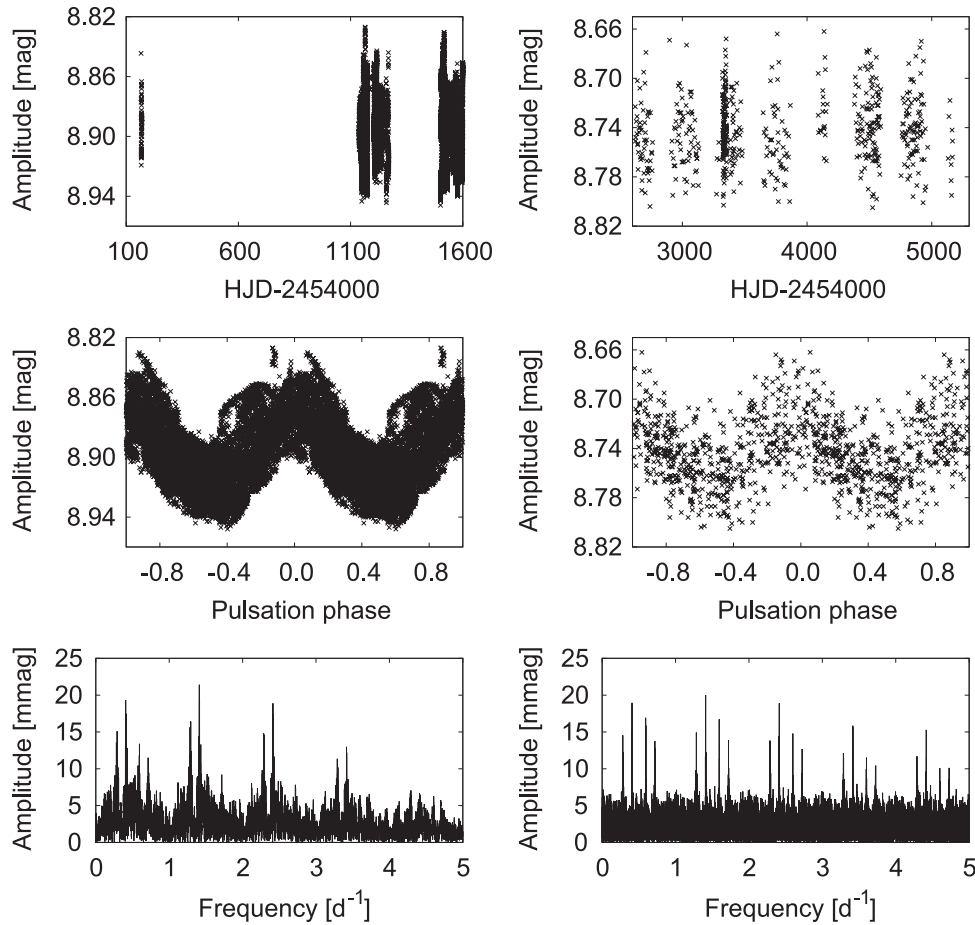 8.82
8.86
8.90
8.94
Amplitude [mag]
100 600 1100 1600
HJD-2454000
8.66
8.70
8.74
8.78
8.82
Amplitude [mag]
3000 4000 5000
HJD-2454000
8.82
8.86
8.90
8.94
Amplitude [mag]
-0.8 -0.4 0.0 0.4 0.8
Pulsation phase
8.66
8.70
8.74
8.78
8.82
Amplitude [mag]
-0.8 -0.4 0.0 0.4 0.8
Pulsation phase
25
20
15
10
5
0
Amplitude [mmag]
0 1 2 3 4 5
Frequency [d⁻¹]
25
20
15
10
5
0
Amplitude [mmag]
0 1 2 3 4 5
Frequency [d⁻¹]